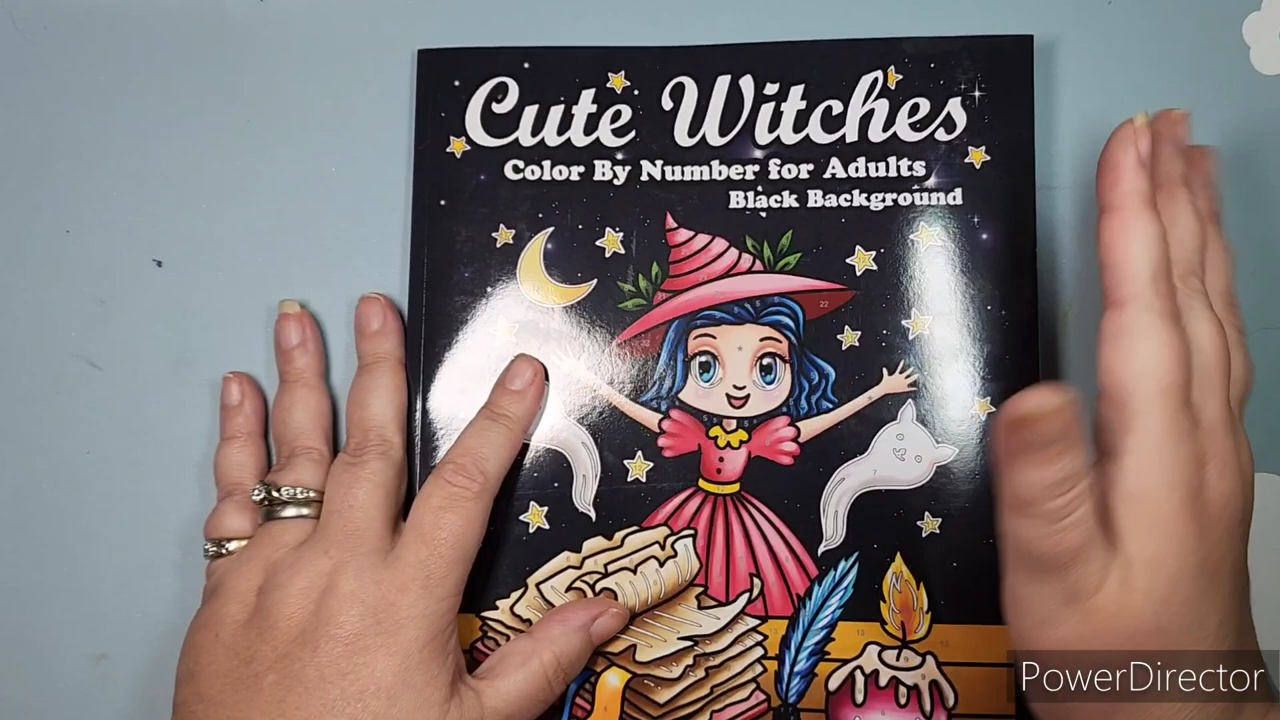 Cute Witches
Color By Number for Adults
Black Background
PowerDirector